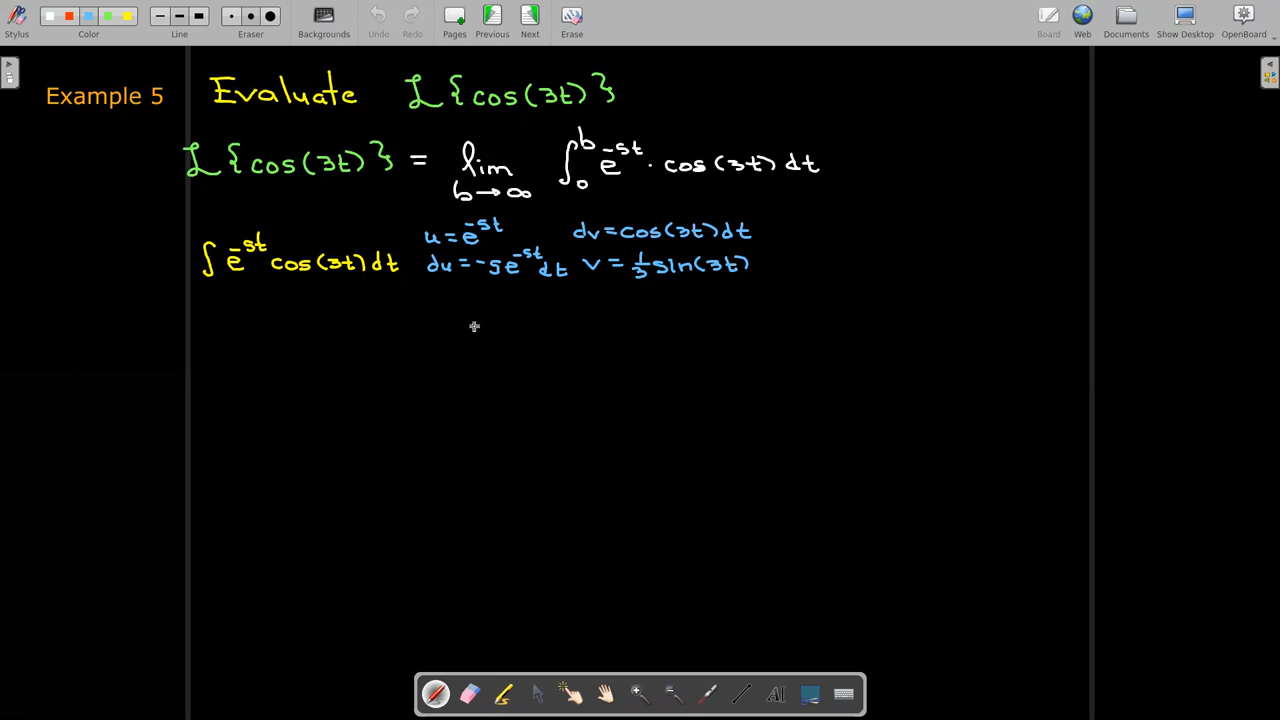 Stylus Color Line Eraser Backgrounds Undo Redo Pages Previous Next Erase Board Web Documents Show Desktop OpenBoard
Example 5 Evaluate ℒ{cos(3t)}
ℒ{cos(3t)} = lim_{b→∞} ∫_0^b e^{-st} · cos(3t) dt
u = e^{-st} dv = cos(3t) dt
∫ e^{-st} cos(3t) dt du = -se^{-st} dt v = 1/3 sin(3t)